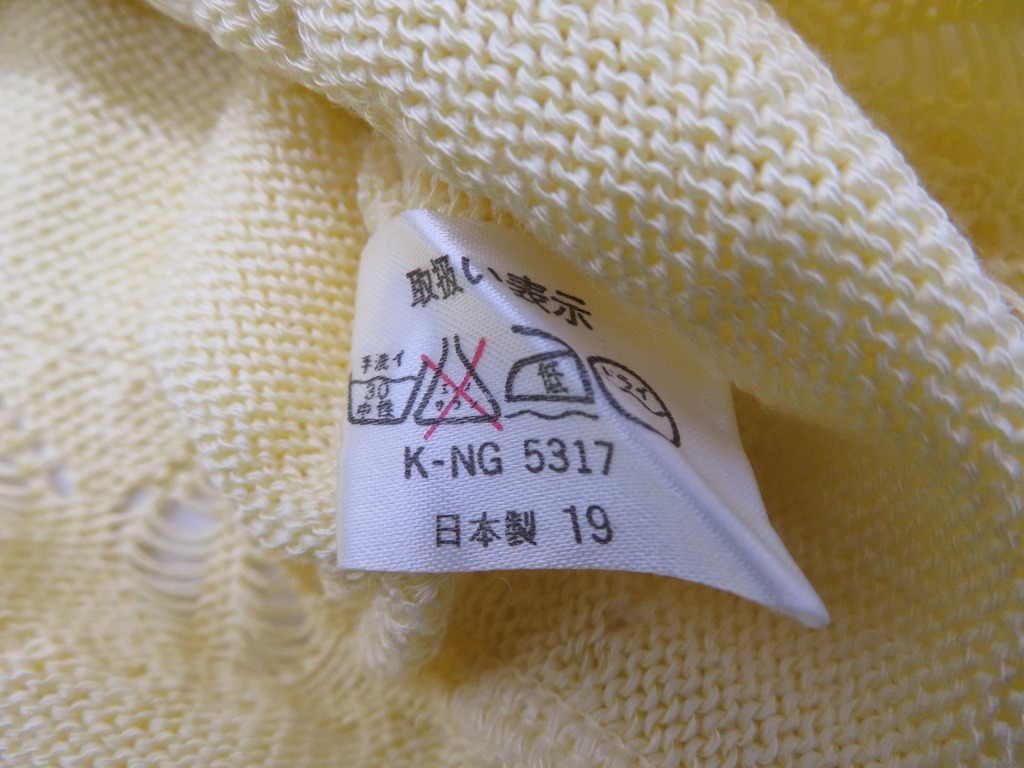 取扱い表示
手洗イ
30
中性
低
ドライ
K-NG 5317
日本製 19